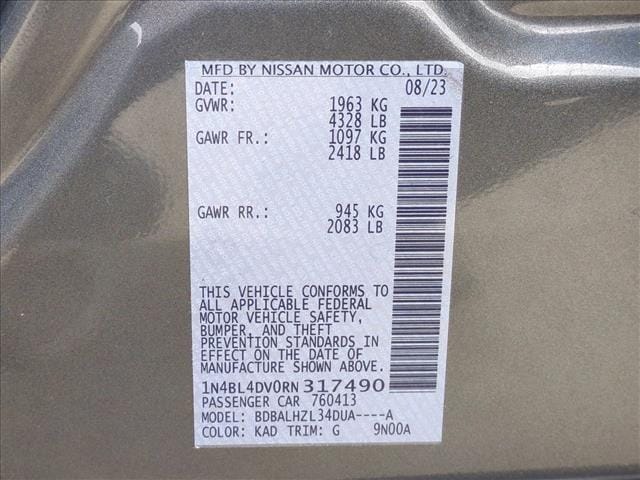 MFD BY NISSAN MOTOR CO., LTD.
DATE: 08/23
GVWR: 1963 KG
4328 LB
GAWR FR.: 1097 KG
2418 LB
GAWR RR.: 945 KG
2083 LB
THIS VEHICLE CONFORMS TO
ALL APPLICABLE FEDERAL
MOTOR VEHICLE SAFETY,
BUMPER, AND THEFT
PREVENTION STANDARDS IN
EFFECT ON THE DATE OF
MANUFACTURE SHOWN ABOVE.
1N4BL4DV0RN317490
PASSENGER CAR 760413
MODEL: BDBALHZL34DUA----A
COLOR: KAD TRIM: G 9N00A